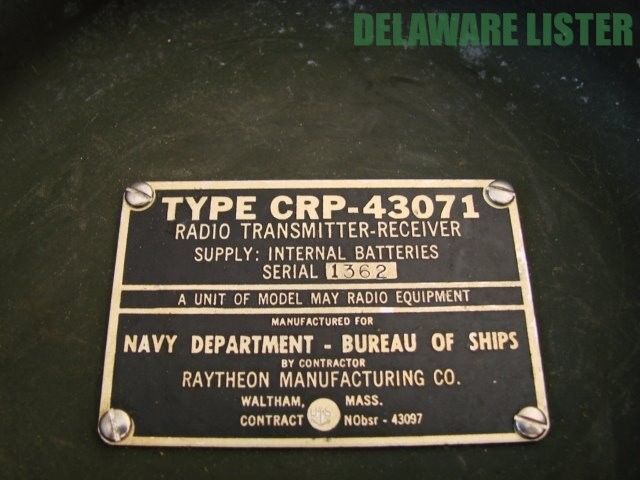 DELAWARE LISTER
TYPE CRP-43071
RADIO TRANSMITTER-RECEIVER
SUPPLY: INTERNAL BATTERIES
SERIAL 1362
A UNIT OF MODEL MAY RADIO EQUIPMENT
MANUFACTURED FOR
NAVY DEPARTMENT - BUREAU OF SHIPS
BY CONTRACTOR
RAYTHEON MANUFACTURING CO.
WALTHAM, MASS.
CONTRACT NObsr - 43097